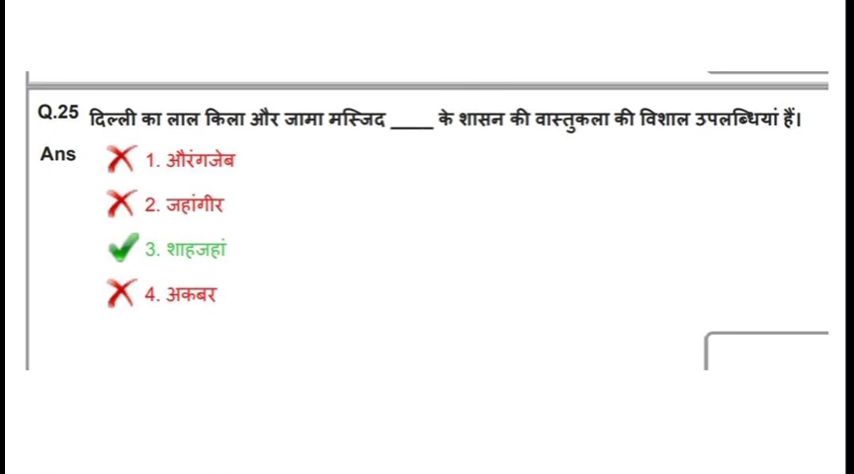 Q.25 दिल्ली का लाल किला और जामा मस्जिद ____ के शासन की वास्तुकला की विशाल उपलब्धियां हैं।
Ans 1. औरंगजेब
2. जहांगीर
3. शाहजहां
4. अकबर